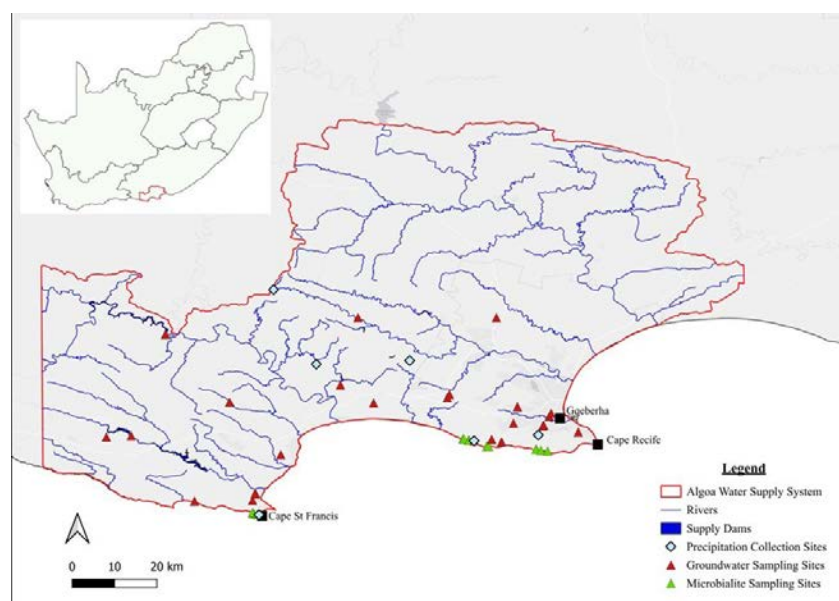 Gqeberha
Cape Recife
Cape St Francis
Legend
Algoa Water Supply System
Rivers
Supply Dams
Precipitation Collection Sites
Groundwater Sampling Sites
Microbialite Sampling Sites
0 10 20 km